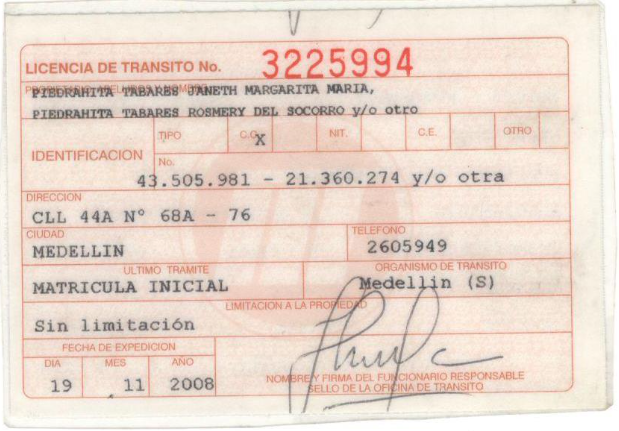 LICENCIA DE TRANSITO No. 3225994
PIEDRAHITA TABARES JANETH MARGARITA MARIA,
PIEDRAHITA TABARES ROSMERY DEL SOCORRO y/o otro
IDENTIFICACION TIPO C.C. X NIT. C.E. OTRO
No.
43.505.981 - 21.360.274 y/o otra
DIRECCION
CLL 44A N° 68A - 76
CIUDAD TELEFONO
MEDELLIN 2605949
ULTIMO TRAMITE ORGANISMO DE TRANSITO
MATRICULA INICIAL Medellin (S)
LIMITACION A LA PROPIEDAD
Sin limitación
FECHA DE EXPEDICION
DIA MES ANO
19 11 2008
NOMBRE Y FIRMA DEL FUNCIONARIO RESPONSABLE
SELLO DE LA OFICINA DE TRANSITO